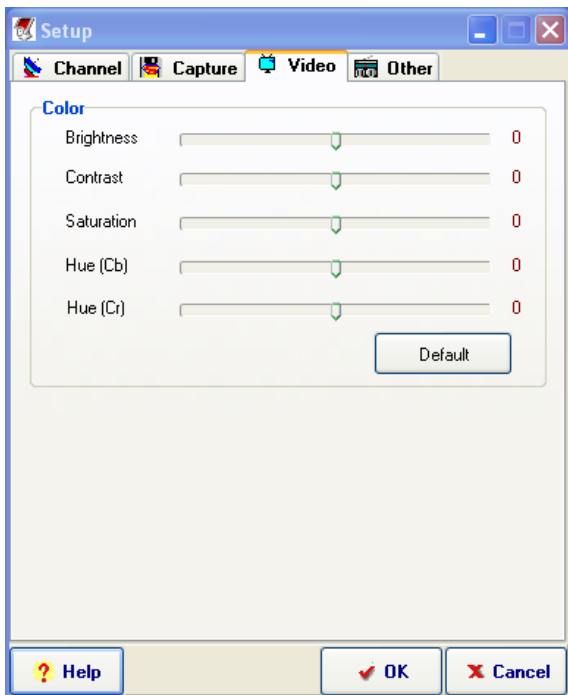 Setup
Channel Capture Video Other
Color
Brightness 0
Contrast 0
Saturation 0
Hue (Cb) 0
Hue (Cr) 0
Default
Help OK Cancel